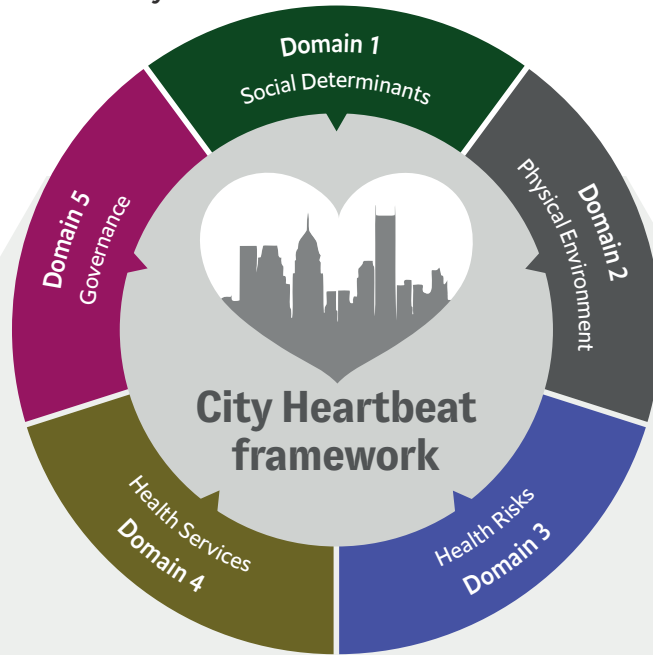 Domain 1
Social Determinants
Domain 2
Physical Environment
Domain 3
Health Risks
Health Services
Domain 4
Domain 5
Governance
City Heartbeat
framework